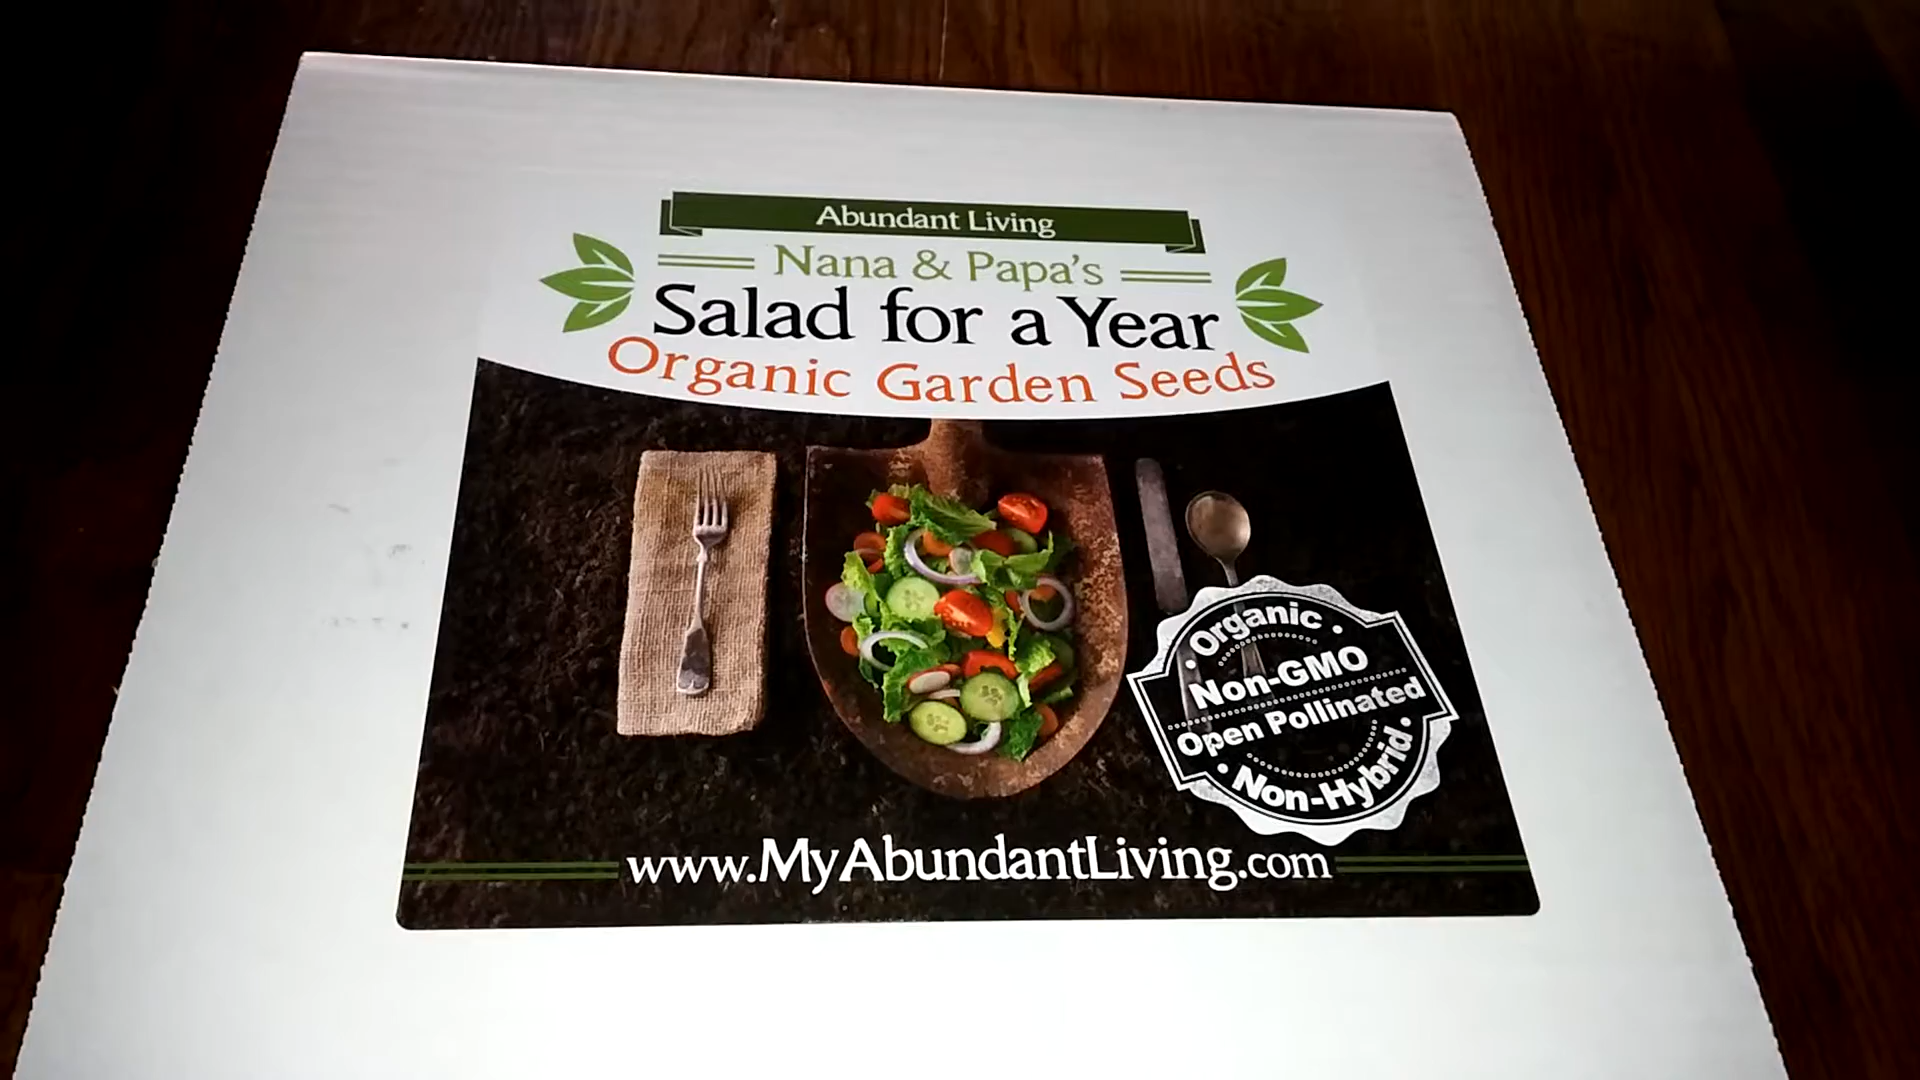 Abundant Living
Nana & Papa's
Salad for a Year
Organic Garden Seeds
• Organic •
Non-GMO
Open Pollinated
• Non-Hybrid •
www.MyAbundantLiving.com